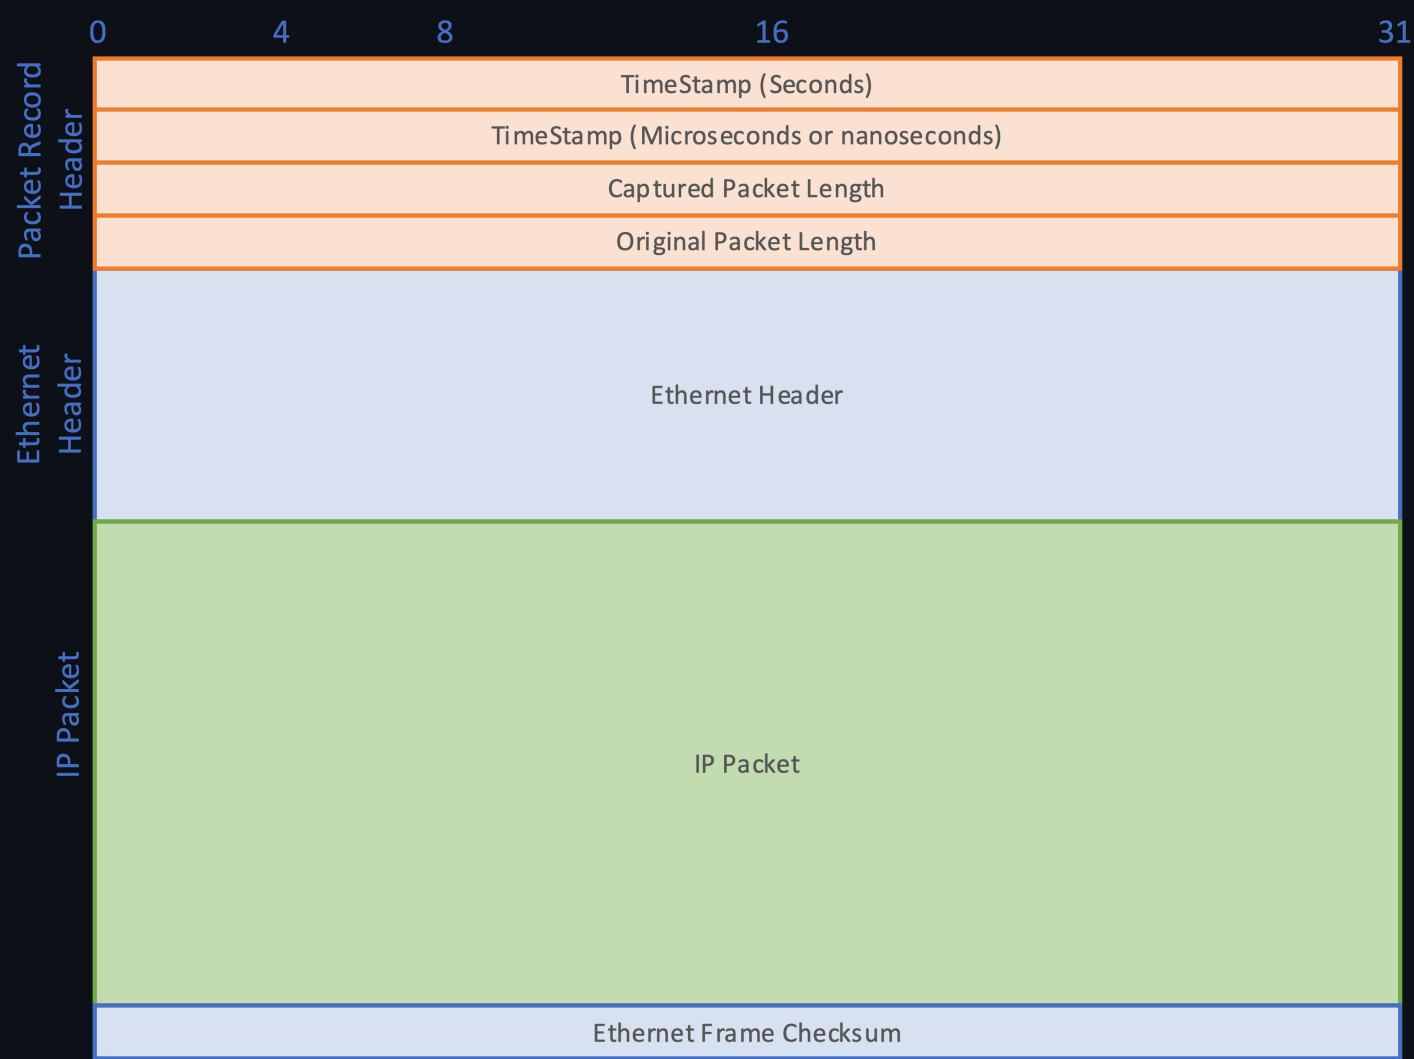 0 4 8 16 31
Packet Record
Header
TimeStamp (Seconds)
TimeStamp (Microseconds or nanoseconds)
Captured Packet Length
Original Packet Length
Ethernet
Header
Ethernet Header
IP Packet
IP Packet
Ethernet Frame Checksum